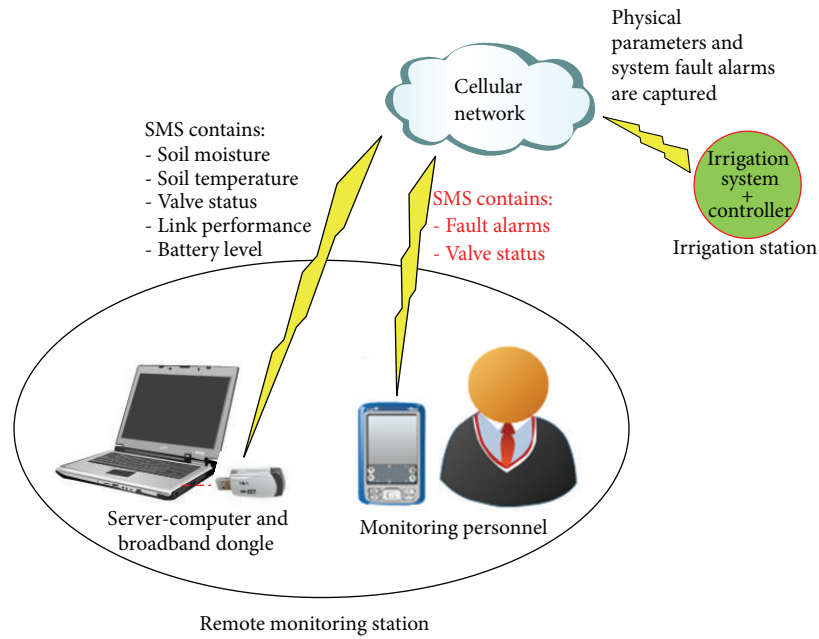 Physical
parameters and
system fault alarms
are captured
Cellular
network
SMS contains:
- Soil moisture
- Soil temperature
- Valve status
- Link performance
- Battery level
SMS contains:
- Fault alarms
- Valve status
Irrigation
system
+
controller
Irrigation station
Server-computer and
broadband dongle
Monitoring personnel
Remote monitoring station